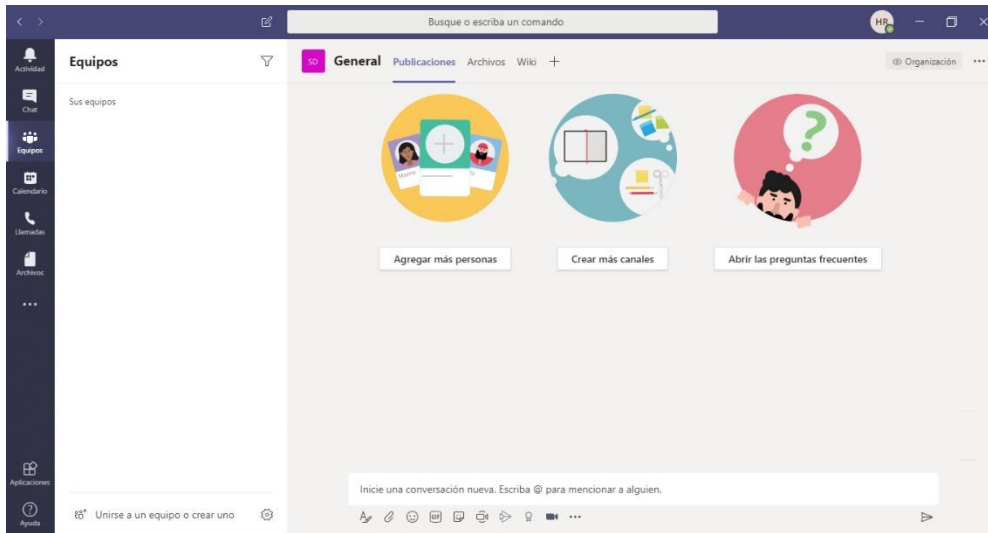 Busque o escriba un comando
HR
Actividad
Chat
Equipos
Calendario
Llamadas
Archivos
Aplicaciones
Ayuda
Equipos
Sus equipos
Unirse a un equipo o crear uno
SD General Publicaciones Archivos Wiki
Organización
Maxine
Agregar más personas
Crear más canales
Abrir las preguntas frecuentes
Inicie una conversación nueva. Escriba @ para mencionar a alguien.
GIF